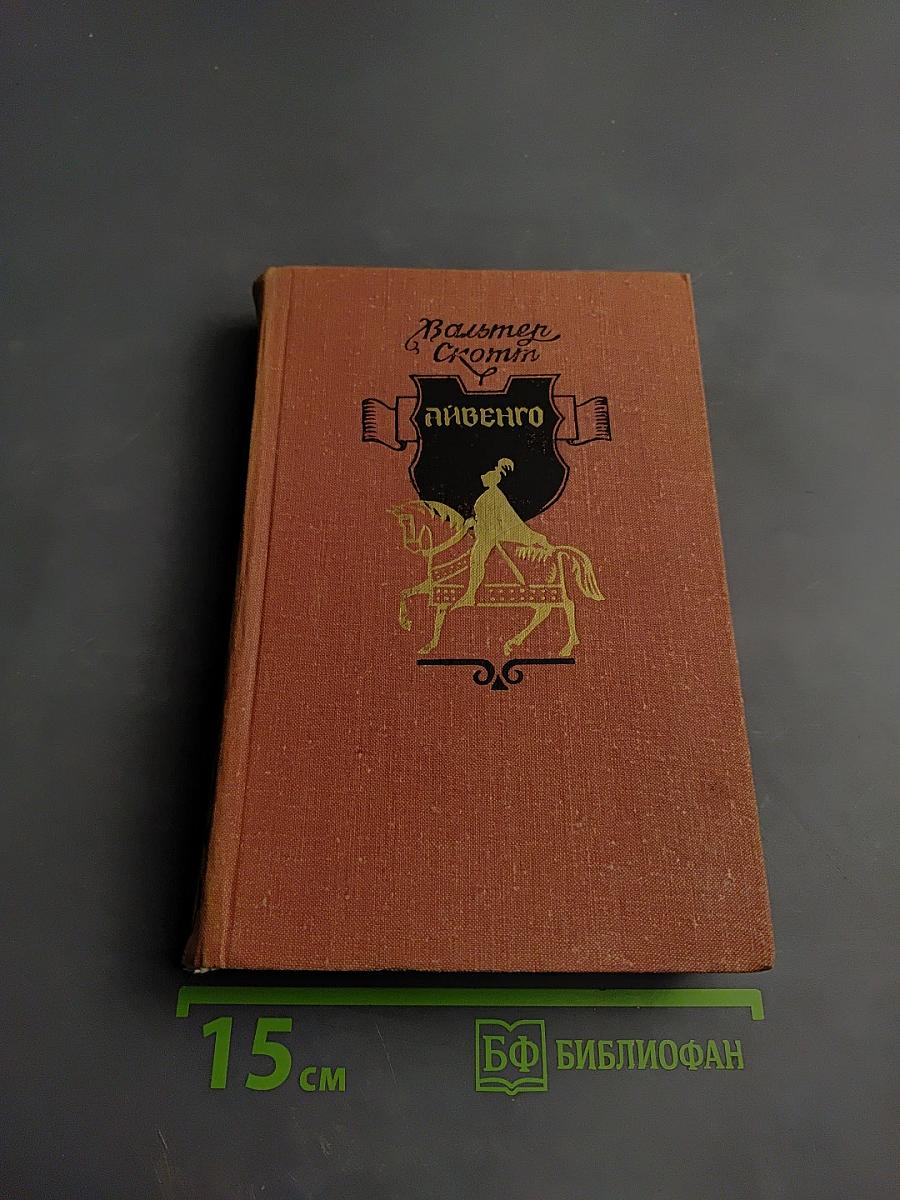 Вальтер
Скотт
АЙВЕНГО
15 см
БФ БИБЛИОФАН